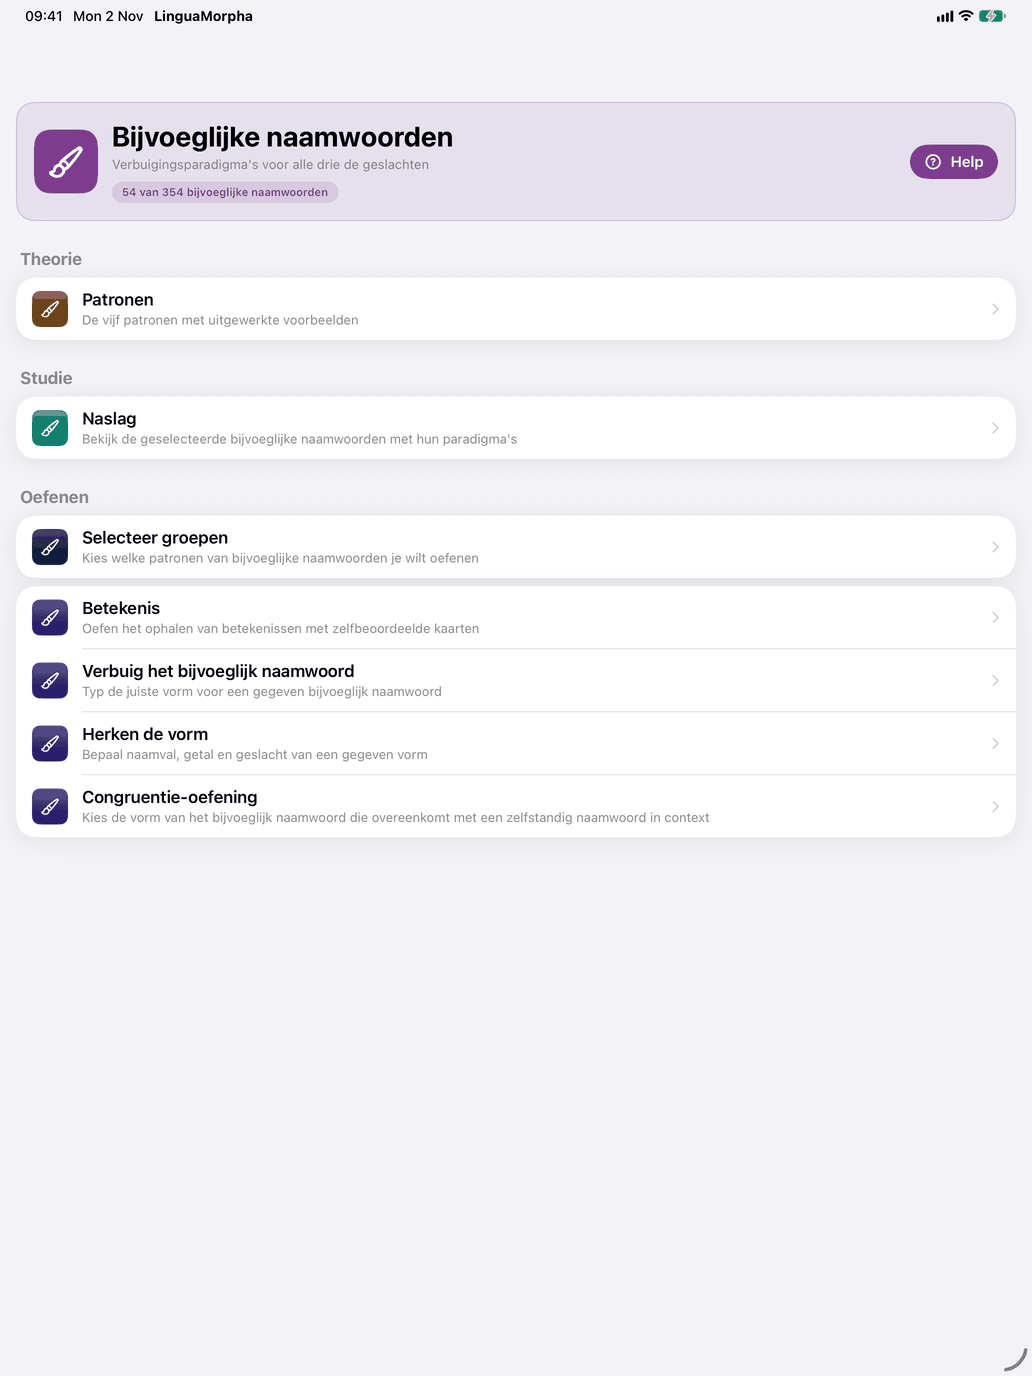 09:41 Mon 2 Nov LinguaMorpha
Bijvoeglijke naamwoorden
Verbuigingsparadigma's voor alle drie de geslachten
54 van 354 bijvoeglijke naamwoorden
Help
Theorie
Patronen
De vijf patronen met uitgewerkte voorbeelden
Studie
Naslag
Bekijk de geselecteerde bijvoeglijke naamwoorden met hun paradigma's
Oefenen
Selecteer groepen
Kies welke patronen van bijvoeglijke naamwoorden je wilt oefenen
Betekenis
Oefen het ophalen van betekenissen met zelfbeoordeelde kaarten
Verbuig het bijvoeglijk naamwoord
Typ de juiste vorm voor een gegeven bijvoeglijk naamwoord
Herken de vorm
Bepaal naamval, getal en geslacht van een gegeven vorm
Congruentie-oefening
Kies de vorm van het bijvoeglijk naamwoord die overeenkomt met een zelfstandig naamwoord in context